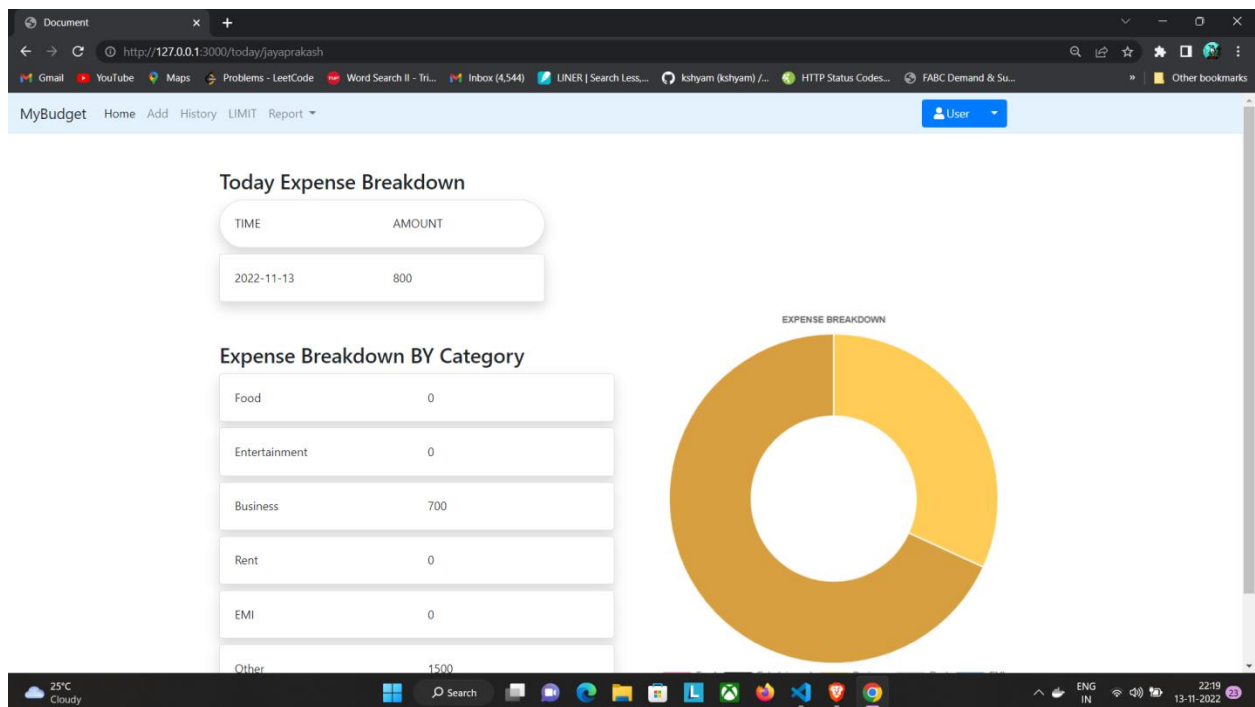 Document
http://127.0.0.1:3000/today/jayaprakash
Gmail YouTube Maps Problems - LeetCode Word Search II - Tri... Inbox (4,544) LINER | Search Less,... kshyam (kshyam) /... HTTP Status Codes... FABC Demand & Su... » Other bookmarks
MyBudget Home Add History LIMIT Report User
Today Expense Breakdown
TIME AMOUNT
2022-11-13 800
EXPENSE BREAKDOWN
Expense Breakdown BY Category
Food 0
Entertainment 0
Business 700
Rent 0
EMI 0
Other 1500
25°C
Cloudy
Search
ENG
IN
22:19
13-11-2022
23